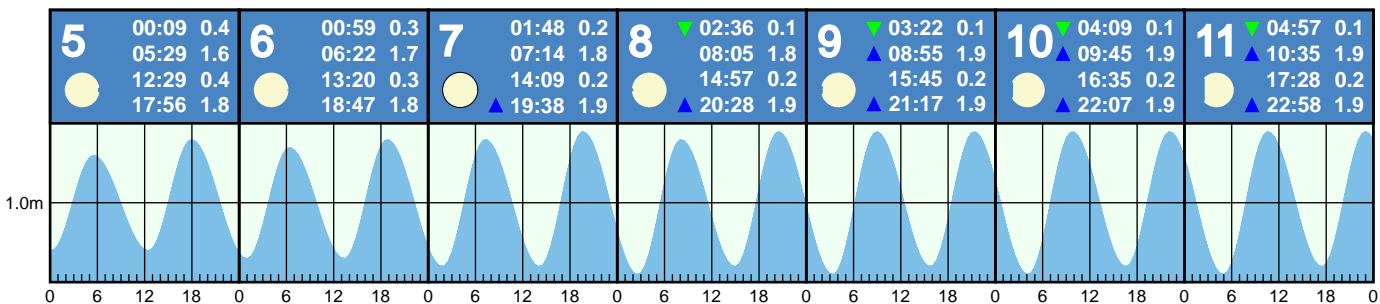 5
00:09 0.4
05:29 1.6
12:29 0.4
17:56 1.8
6
00:59 0.3
06:22 1.7
13:20 0.3
18:47 1.8
7
01:48 0.2
07:14 1.8
14:09 0.2
▲ 19:38 1.9
8
▼ 02:36 0.1
08:05 1.8
14:57 0.2
▲ 20:28 1.9
9
▼ 03:22 0.1
▲ 08:55 1.9
15:45 0.2
▲ 21:17 1.9
10
▼ 04:09 0.1
▲ 09:45 1.9
16:35 0.2
▲ 22:07 1.9
11
▼ 04:57 0.1
▲ 10:35 1.9
17:28 0.2
▲ 22:58 1.9
1.0m
0 6 12 18 0 6 12 18 0 6 12 18 0 6 12 18 0 6 12 18 0 6 12 18 0 6 12 18 0